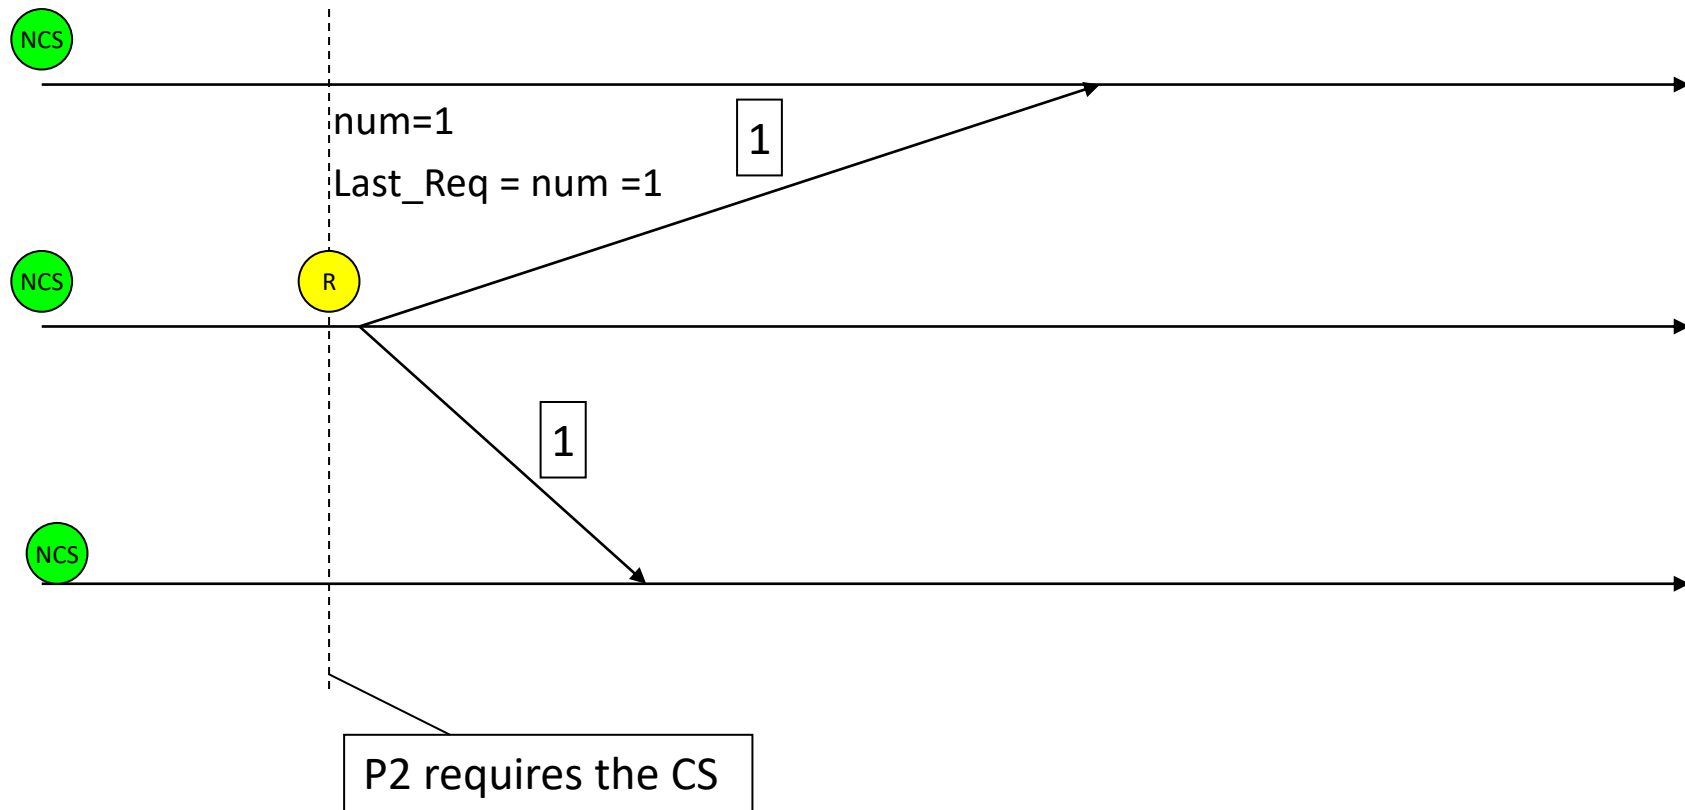 NCS
num=1
1
Last_Req = num =1
NCS
R
1
NCS
P2 requires the CS